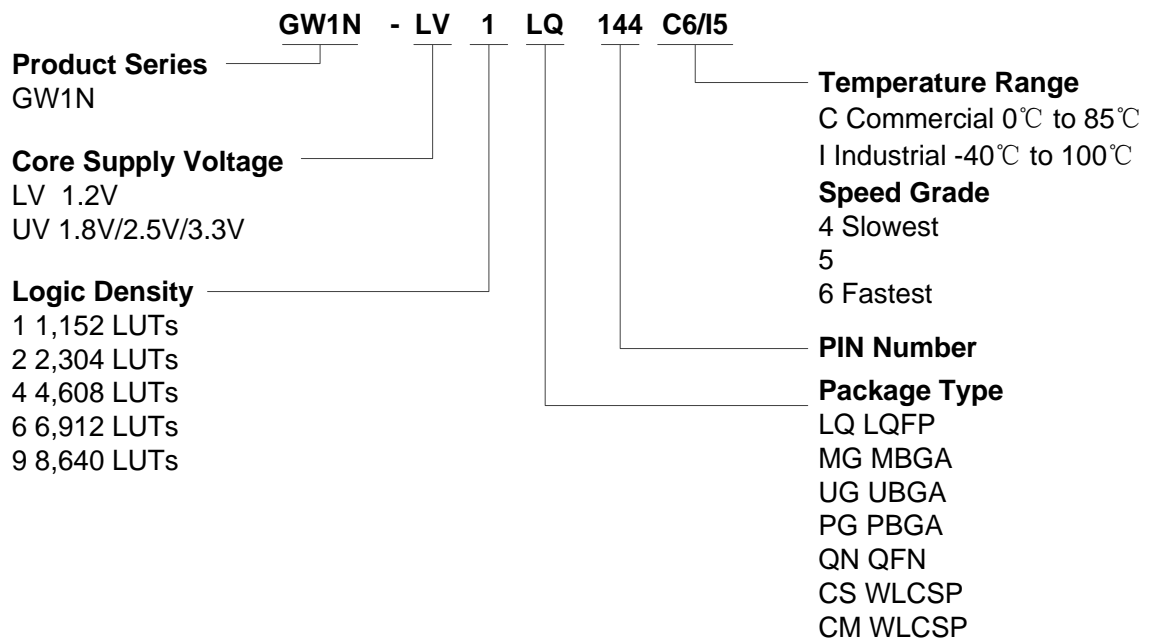 GW1N - LV 1 LQ 144 C6/I5
Product Series
GW1N
Core Supply Voltage
LV 1.2V
UV 1.8V/2.5V/3.3V
Logic Density
1 1,152 LUTs
2 2,304 LUTs
4 4,608 LUTs
6 6,912 LUTs
9 8,640 LUTs
Temperature Range
C Commercial 0℃ to 85℃
I Industrial -40℃ to 100℃
Speed Grade
4 Slowest
5
6 Fastest
PIN Number
Package Type
LQ LQFP
MG MBGA
UG UBGA
PG PBGA
QN QFN
CS WLCSP
CM WLCSP